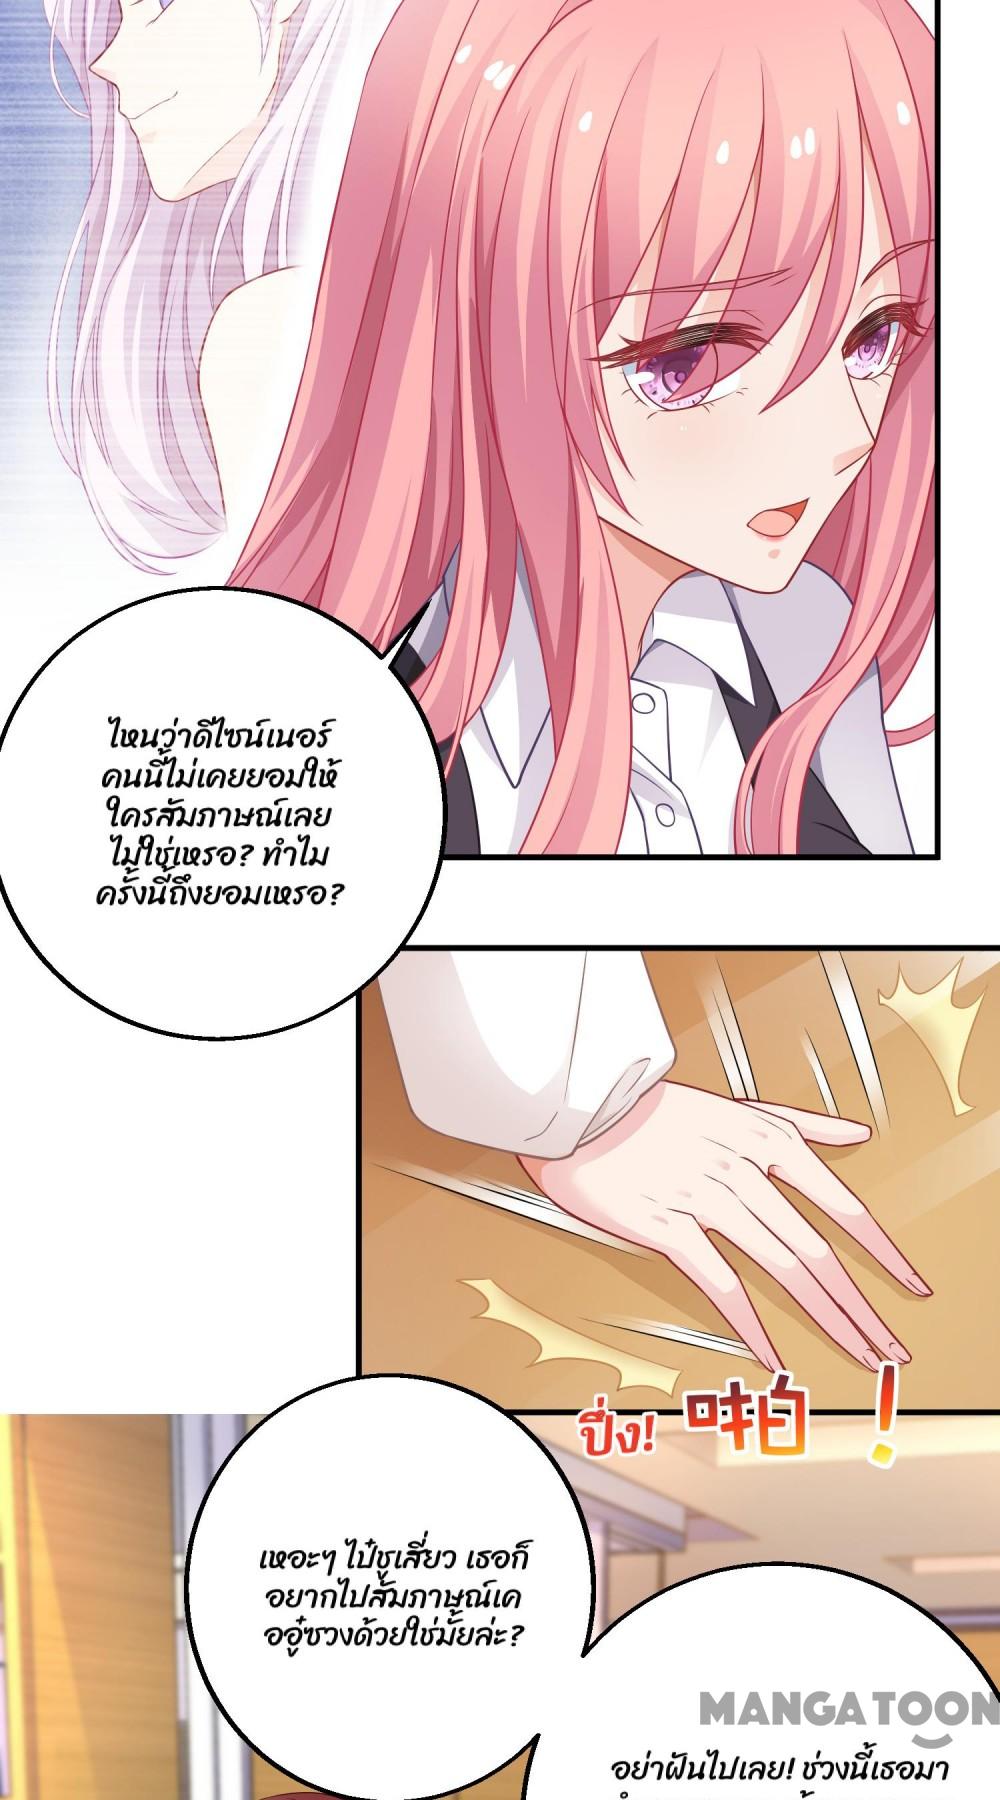 ไหนว่าดีไซน์เนอร์
คนนี้ไม่เคยยอมให้
ใครสัมภาษณ์เลย
ไม่ใช่เหรอ? ทำไม
ครั้งนี้ถึงยอมเหรอ?
ปึ่ง! 啪!
เหอะๆ ไป๋ชูเสี่ยว เธอก็
อยากไปสัมภาษณ์เค
ออู๋ซวงด้วยใช่มั้ยล่ะ?
MANGATOON
อย่าฝันไปเลย! ช่วงนี้เธอมา